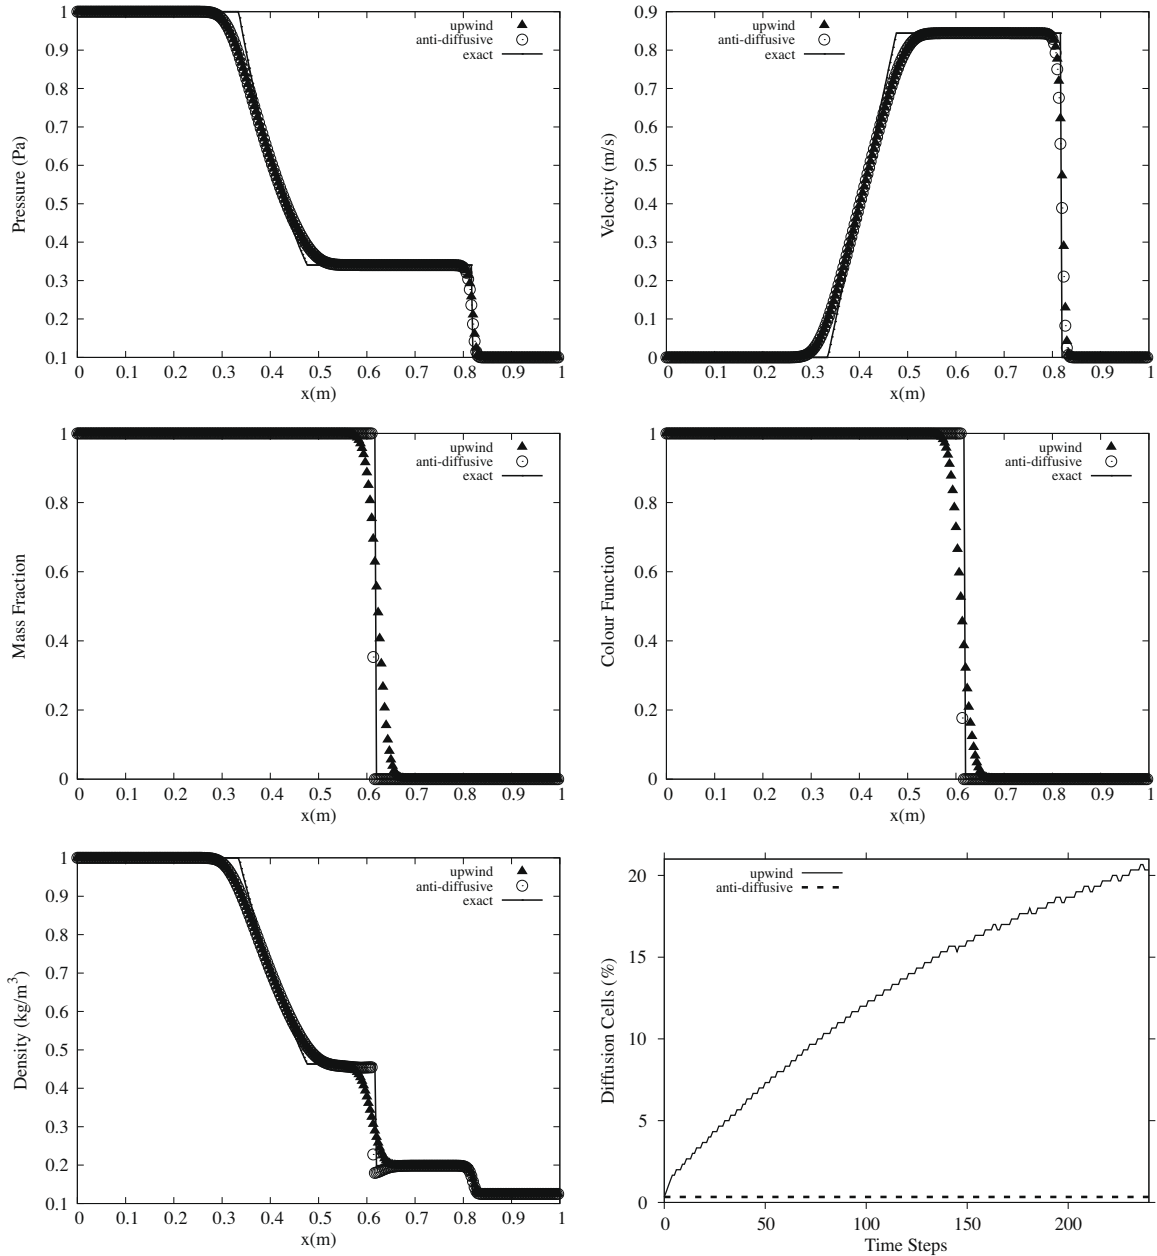 1
0.9
0.8
0.7
0.6
0.5
0.4
0.3
0.2
0.1
Pressure (Pa)
upwind
anti-diffusive
exact
0 0.1 0.2 0.3 0.4 0.5 0.6 0.7 0.8 0.9 1
x(m)
0.9
0.8
0.7
0.6
0.5
0.4
0.3
0.2
0.1
0
Velocity (m/s)
upwind
anti-diffusive
exact
0 0.1 0.2 0.3 0.4 0.5 0.6 0.7 0.8 0.9 1
x(m)
1
0.8
0.6
0.4
0.2
0
Mass Fraction
upwind
anti-diffusive
exact
0 0.1 0.2 0.3 0.4 0.5 0.6 0.7 0.8 0.9 1
x(m)
1
0.8
0.6
0.4
0.2
0
Colour Function
upwind
anti-diffusive
exact
0 0.1 0.2 0.3 0.4 0.5 0.6 0.7 0.8 0.9 1
x(m)
1
0.9
0.8
0.7
0.6
0.5
0.4
0.3
0.2
0.1
Density (kg/m³)
upwind
anti-diffusive
exact
0 0.1 0.2 0.3 0.4 0.5 0.6 0.7 0.8 0.9 1
x(m)
20
15
10
5
0
Diffusion Cells (%)
upwind
anti-diffusive
0 50 100 150 200
Time Steps